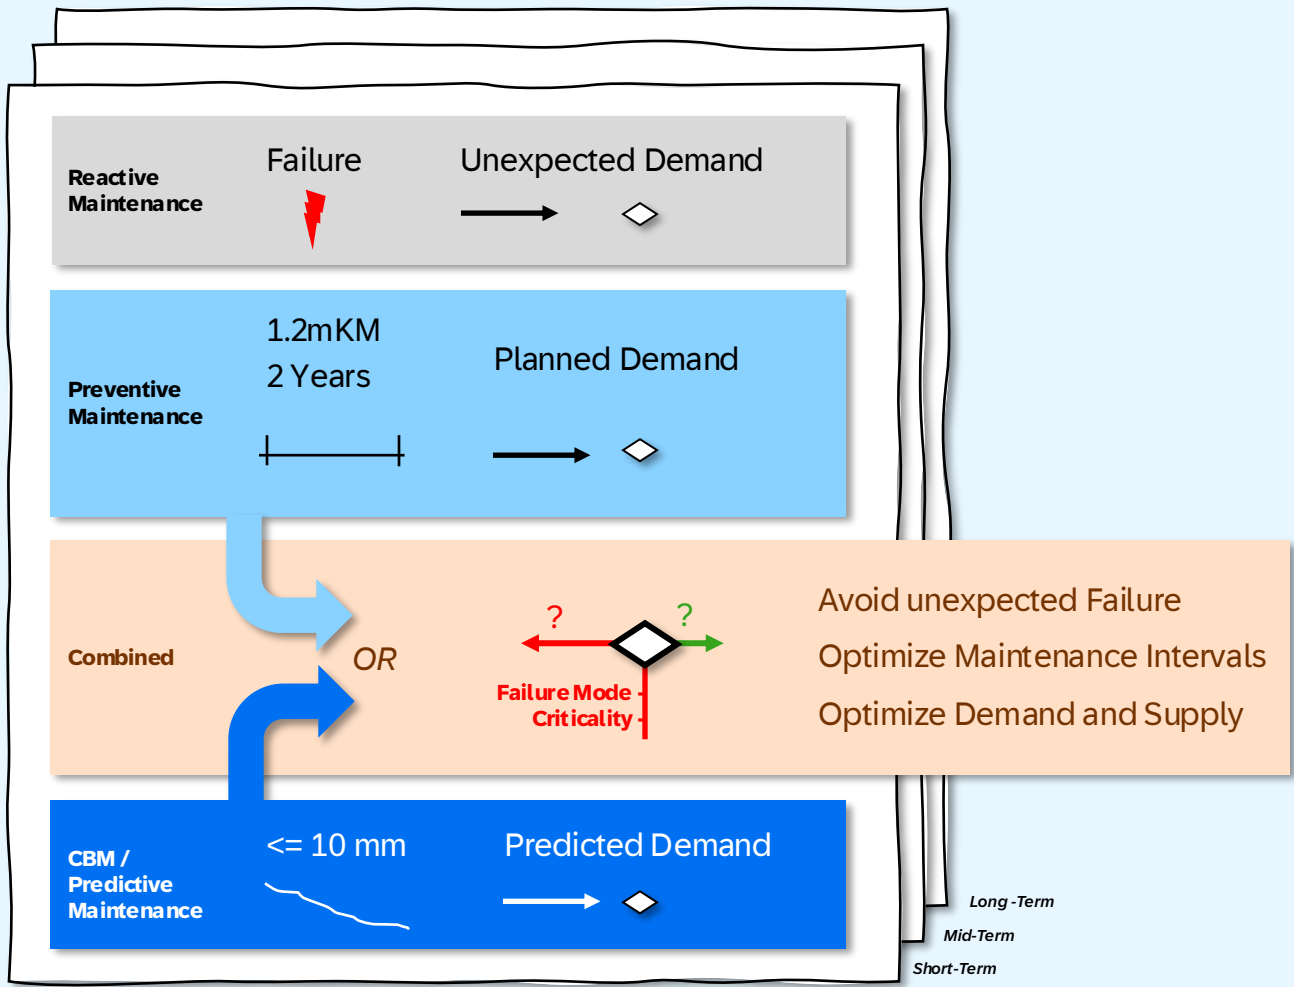 Reactive
Maintenance
Failure
Unexpected Demand
Preventive
Maintenance
1.2mKM
2 Years
Planned Demand
Combined
OR
?
?
Failure Mode
Criticality
Avoid unexpected Failure
Optimize Maintenance Intervals
Optimize Demand and Supply
CBM /
Predictive
Maintenance
<= 10 mm
Predicted Demand
Long -Term
Mid-Term
Short-Term